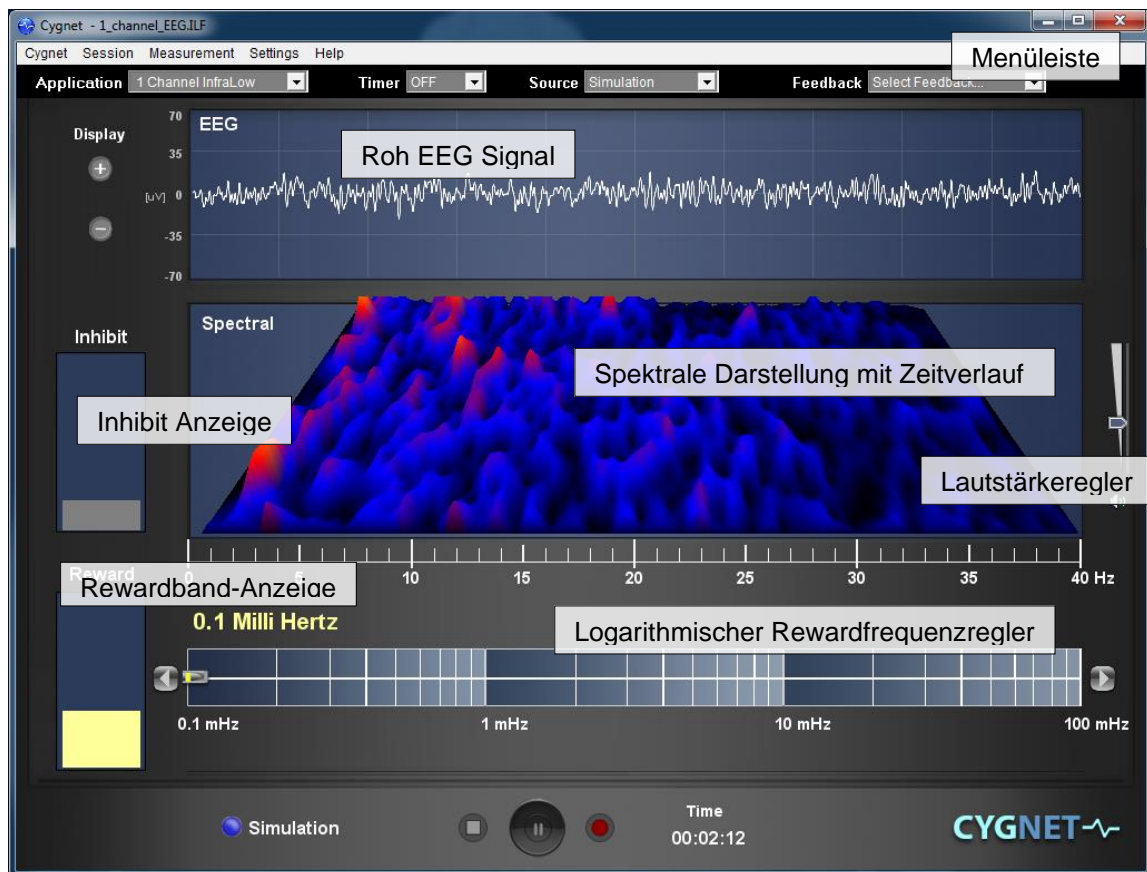 Cygnet - 1_channel_EEG.ILF
Cygnet Session Measurement Settings Help
Menüleiste
Application 1 Channel InfraLow Timer OFF Source Simulation Feedback Select Feedback...
Display
70
EEG
Roh EEG Signal
35
[uV] 0
-35
-70
Inhibit
Spectral
Spektrale Darstellung mit Zeitverlauf
Inhibit Anzeige
Lautstärkeregler
Reward
0 5 10 15 20 25 30 35 40 Hz
Rewardband-Anzeige
0.1 Milli Hertz
Logarithmischer Rewardfrequenzregler
0.1 mHz 1 mHz 10 mHz 100 mHz
Simulation
Time
00:02:12
CYGNET